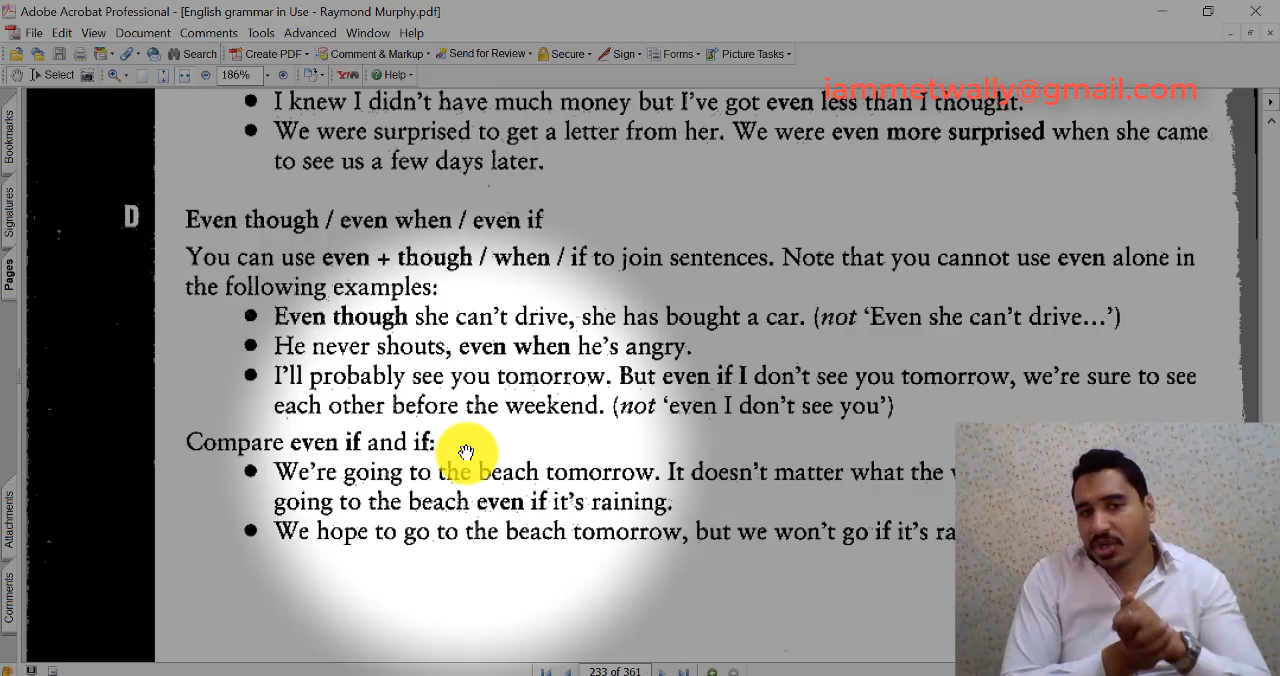 Adobe Acrobat Professional - [English grammar in Use - Raymond Murphy.pdf]
File Edit View Document Comments Tools Advanced Window Help
Search Create PDF Comment & Markup Send for Review Secure Sign Forms Picture Tasks
Select 186% Help
iammetwally@gmail.com
I knew I didn't have much money but I've got even less than I thought.
We were surprised to get a letter from her. We were even more surprised when she came
to see us a few days later.
D
Even though / even when / even if
You can use even + though / when / if to join sentences. Note that you cannot use even alone in
the following examples:
Even though she can't drive, she has bought a car. (not 'Even she can't drive...')
He never shouts, even when he's angry.
I'll probably see you tomorrow. But even if I don't see you tomorrow, we're sure to see
each other before the weekend. (not 'even I don't see you')
Compare even if and if:
We're going to the beach tomorrow. It doesn't matter what the
going to the beach even if it's raining.
We hope to go to the beach tomorrow, but we won't go if it's
Bookmarks
Signatures
Pages
Attachments
Comments
233 of 361